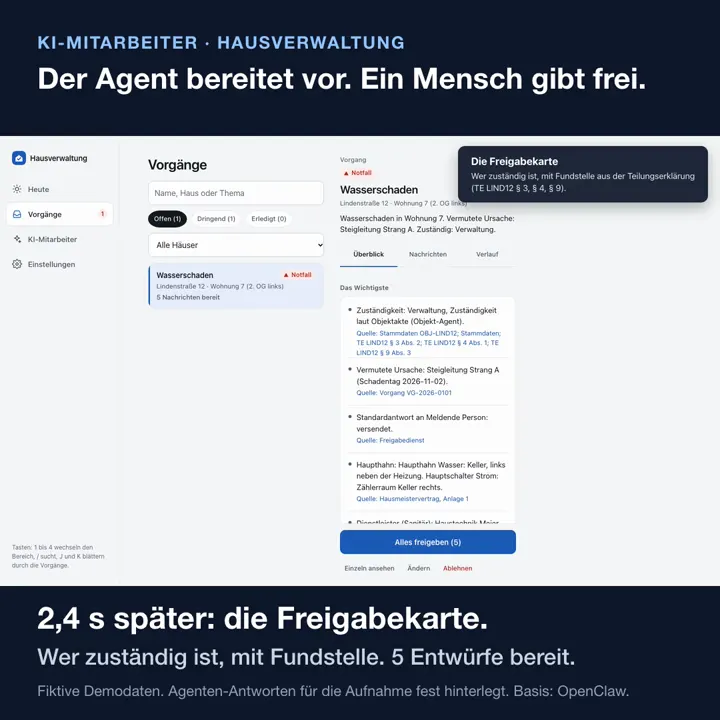 KI-MITARBEITER · HAUSVERWALTUNG
Der Agent bereitet vor. Ein Mensch gibt frei.
Hausverwaltung
Heute
Vorgänge
1
KI-Mitarbeiter
Einstellungen
Tasten: 1 bis 4 wechseln den
Bereich, / sucht, J und K blättern
durch die Vorgänge.
Vorgänge
Name, Haus oder Thema
Offen (1)
Dringend (1)
Erledigt (0)
Alle Häuser
Wasserschaden
▲ Notfall
Lindenstraße 12 · Wohnung 7 (2. OG links)
5 Nachrichten bereit
Vorgang
▲ Notfall
Wasserschaden
Lindenstraße 12 · Wohnung 7 (2. OG links)
Wasserschaden in Wohnung 7. Vermutete Ursache:
Steigleitung Strang A. Zuständig: Verwaltung.
Die Freigabekarte
Wer zuständig ist, mit Fundstelle aus der Teilungserklärung
(TE LIND12 § 3, § 4, § 9).
Überblick
Nachrichten
Verlauf
Das Wichtigste
Zuständigkeit: Verwaltung, Zuständigkeit
laut Objektakte (Objekt-Agent).
Quelle: Stammdaten OBJ-LIND12; Stammdaten;
TE LIND12 § 3 Abs. 2; TE LIND12 § 4 Abs. 1; TE
LIND12 § 9 Abs. 3
Vermutete Ursache: Steigleitung Strang A
(Schadentag 2026-11-02).
Quelle: Vorgang VG-2026-0101
Standardantwort an Meldende Person:
versendet.
Quelle: Freigabedienst
Haupthahn: Haupthahn Wasser: Keller, links
neben der Heizung. Hauptschalter Strom:
Zählerraum Keller rechts.
Quelle: Hausmeistervertrag, Anlage 1
Dienstleister (Sanitär): Haustechnik Meier
Alles freigeben (5)
Einzeln ansehen
Ändern
Ablehnen
2,4 s später: die Freigabekarte.
Wer zuständig ist, mit Fundstelle. 5 Entwürfe bereit.
Fiktive Demodaten. Agenten-Antworten für die Aufnahme fest hinterlegt. Basis: OpenClaw.